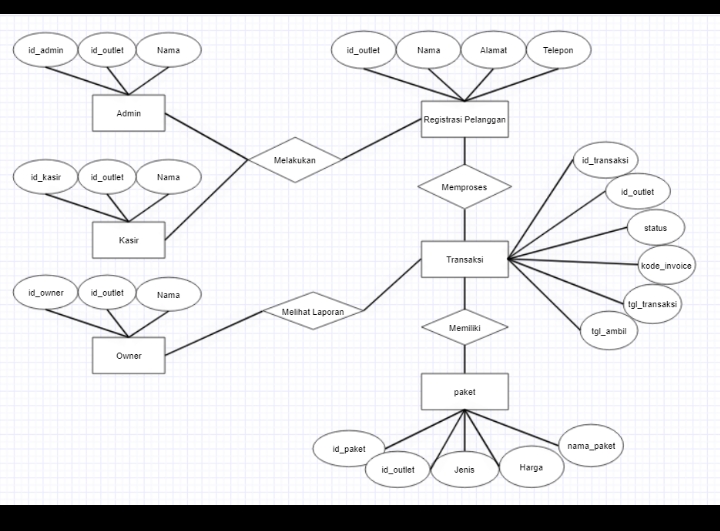 id_admin
id_outlet
Nama
id_outlet
Nama
Alamat
Telepon
Admin
Registrasi Pelanggan
Melakukan
id_transaksi
id_kasir
id_outlet
Nama
Memproses
id_outlet
status
Kasir
Transaksi
kode_invoice
id_owner
id_outlet
Nama
tgl_transaksi
Melihat Laporan
Memiliki
tgl_ambil
Owner
paket
id_paket
id_outlet
Jenis
Harga
nama_paket